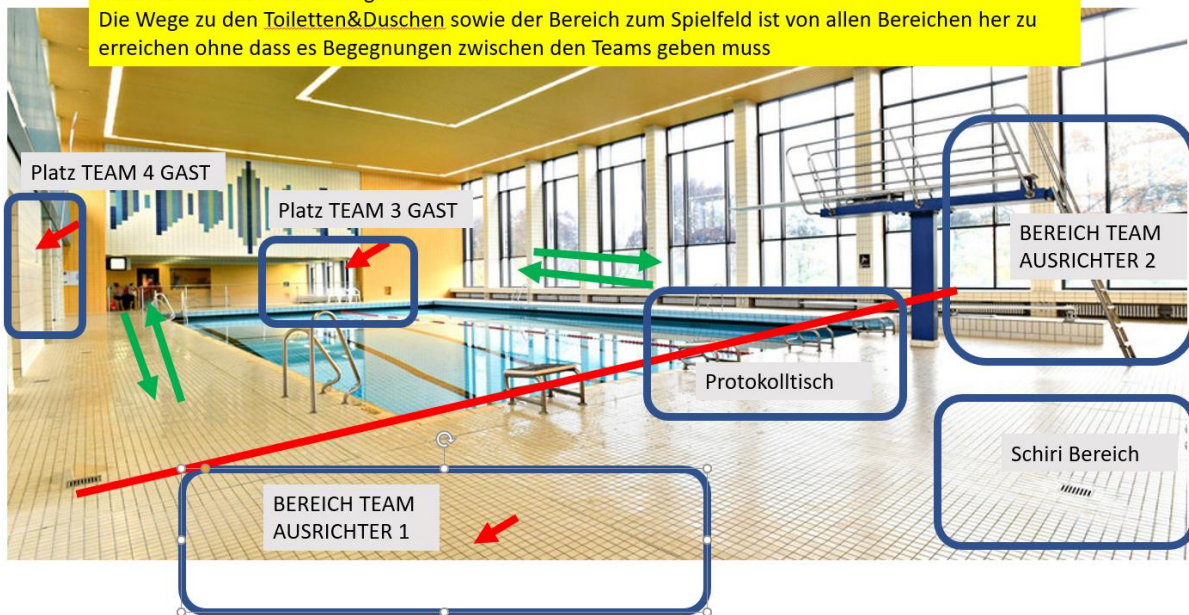 Die Wege zu den Toiletten&Duschen sowie der Bereich zum Spielfeld ist von allen Bereichen her zu
erreichen ohne dass es Begegnungen zwischen den Teams geben muss
Platz TEAM 4 GAST
Platz TEAM 3 GAST
BEREICH TEAM
AUSRICHTER 2
Protokolltisch
Schiri Bereich
BEREICH TEAM
AUSRICHTER 1